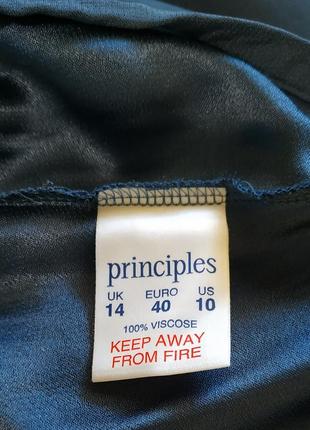 principles
UK EURO US
14 40 10
100% VISCOSE
KEEP AWAY
FROM FIRE